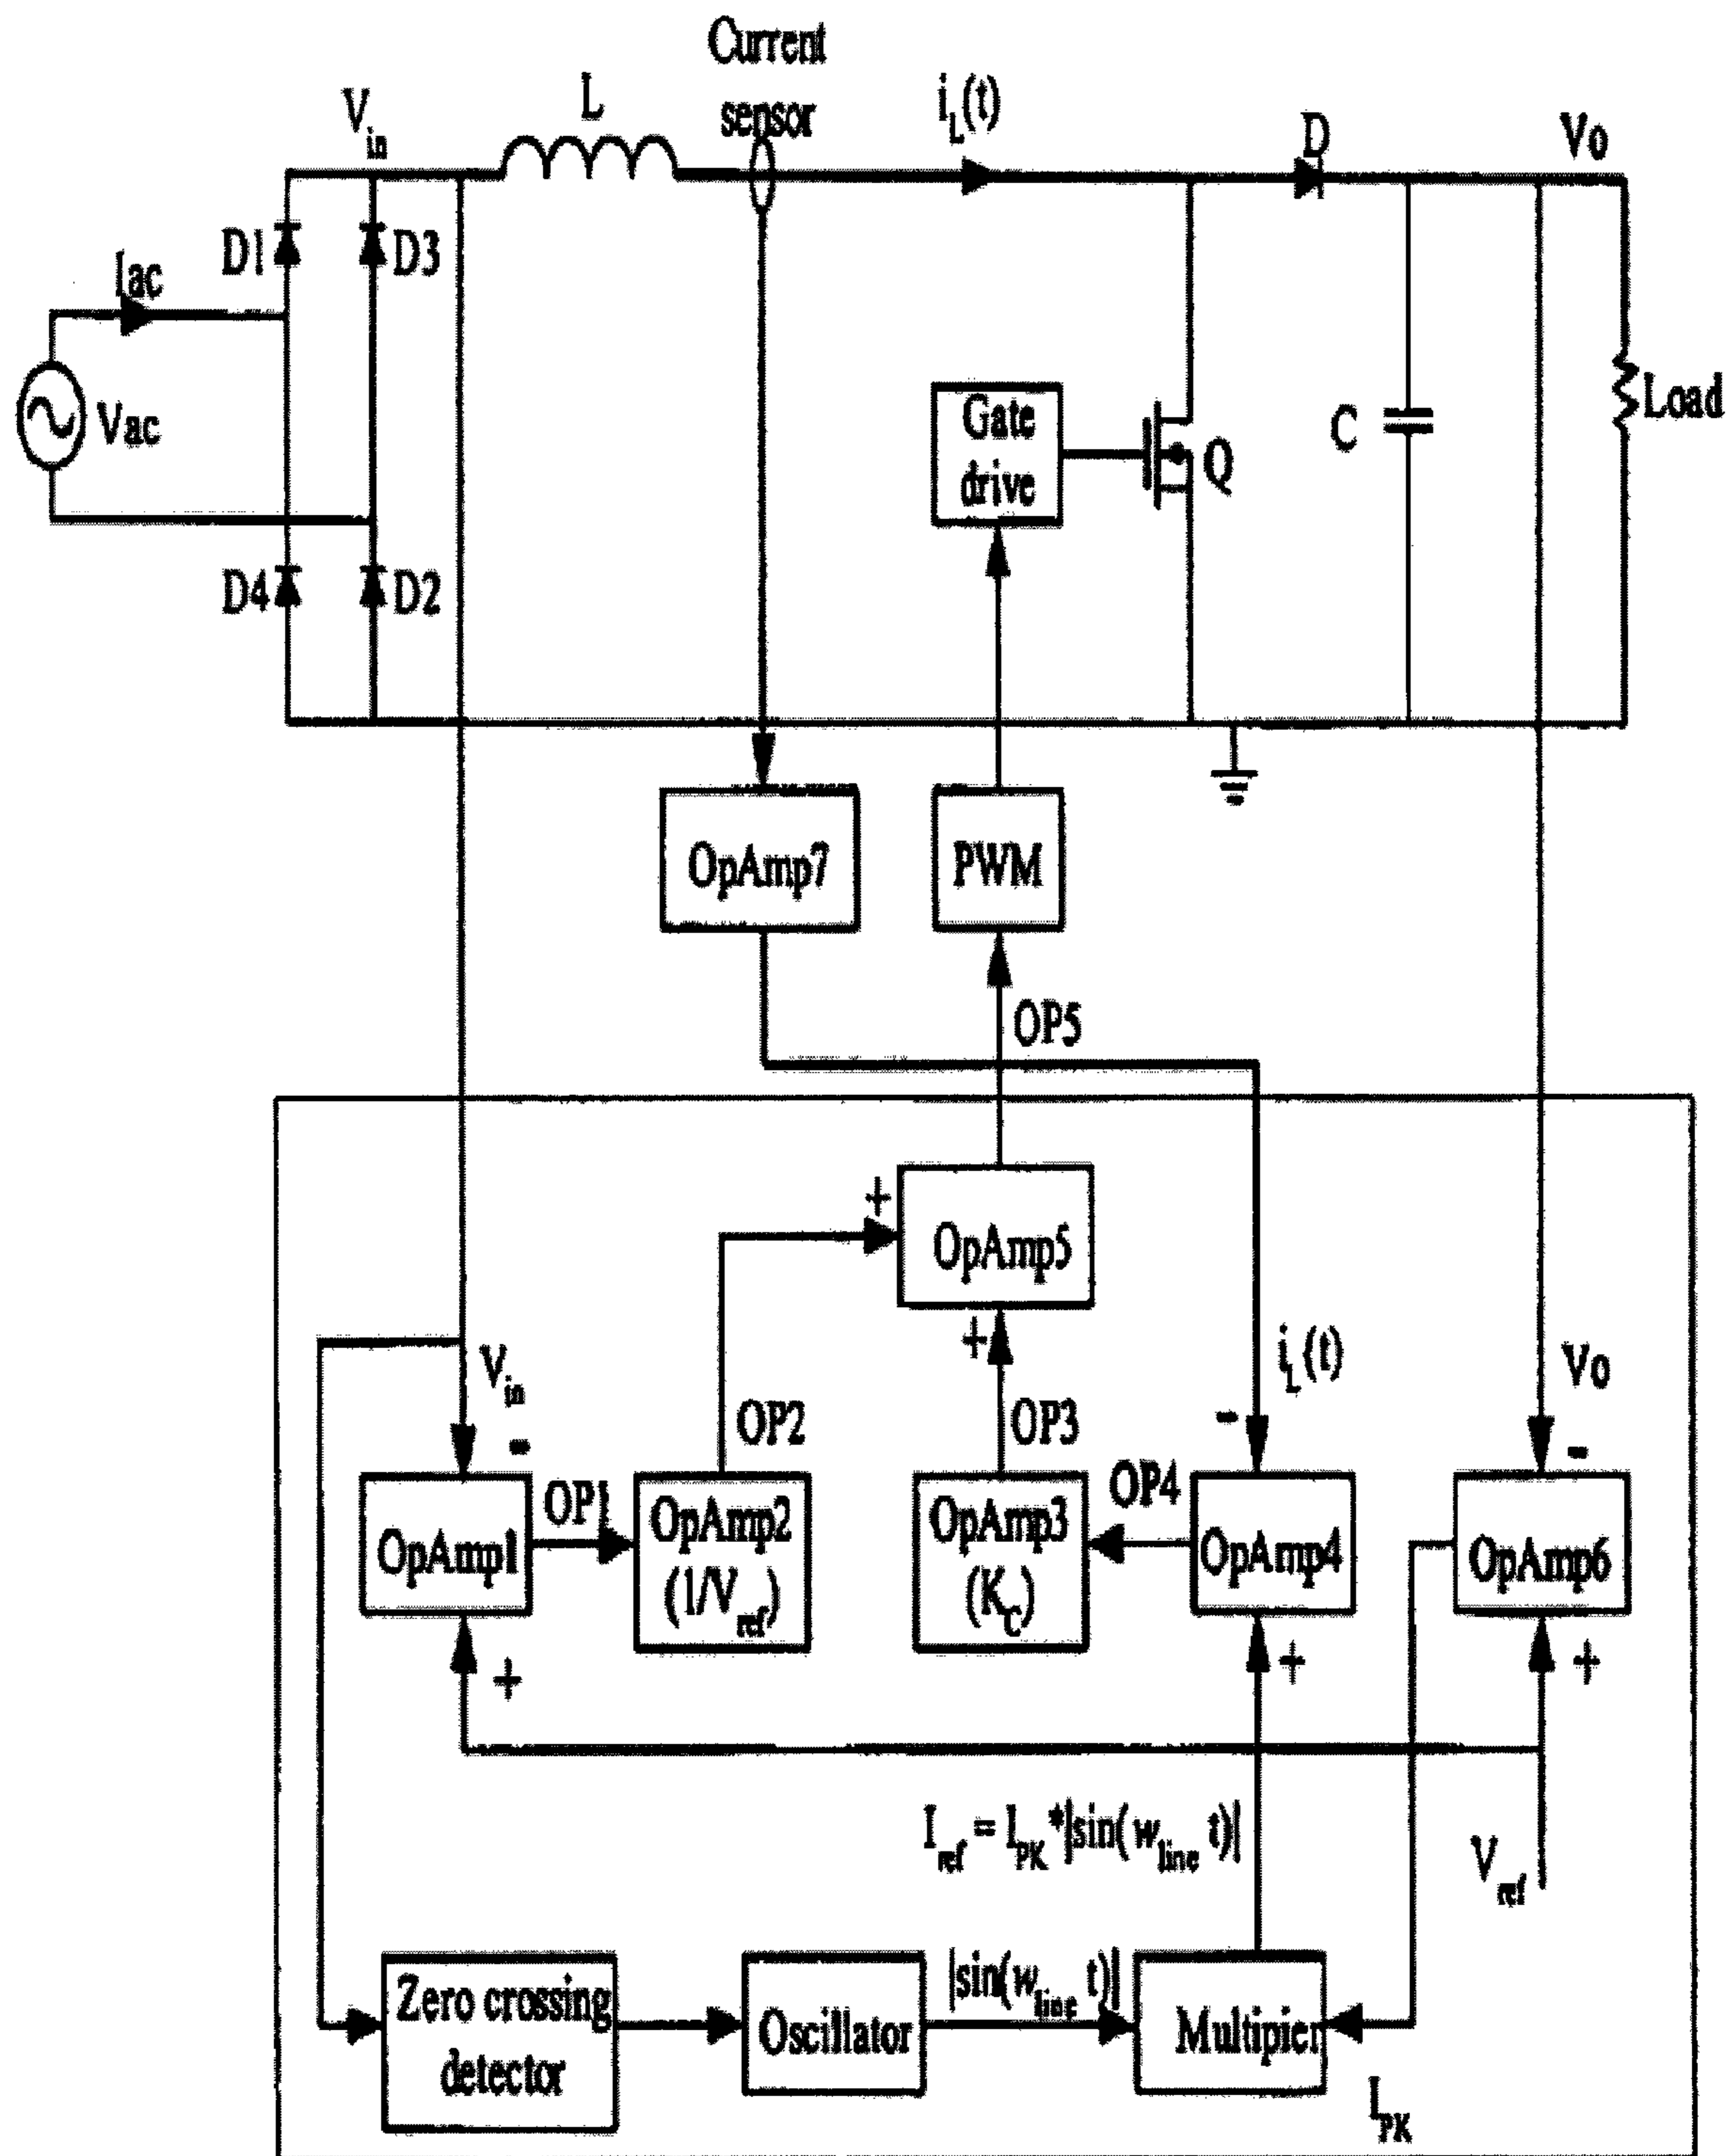 Current
sensor
V_in
L
i_L(t)
D
Vo
D1
D3
Iac
Vac
Gate
drive
Q
C
Load
D4
D2
OpAmp7
PWM
OP5
+
OpAmp5
+
V_in
i_L(t)
Vo
OP2
OP3
-
-
-
OP1
OP4
OpAmp1
OpAmp2
(1/V_ref)
OpAmp3
(K_C)
OpAmp4
OpAmp6
+
+
+
I_ref = I_PK*|sin(w_line t)|
V_ref
Zero crossing
detector
Oscillator
|sin(w_line t)|
Multipier
I_PK